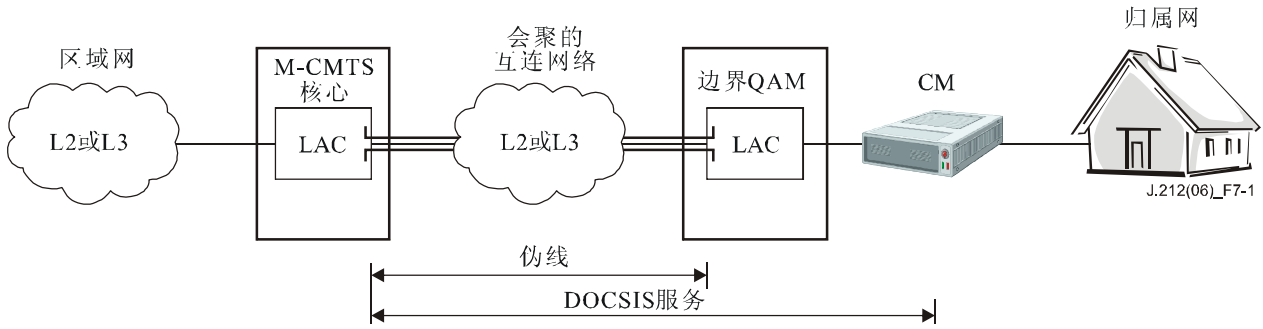 区域网
L2或L3
M-CMTS
核心
LAC
会聚的
互连网络
L2或L3
边界QAM
LAC
CM
归属网
J.212(06)_F7-1
伪线
DOCSIS服务